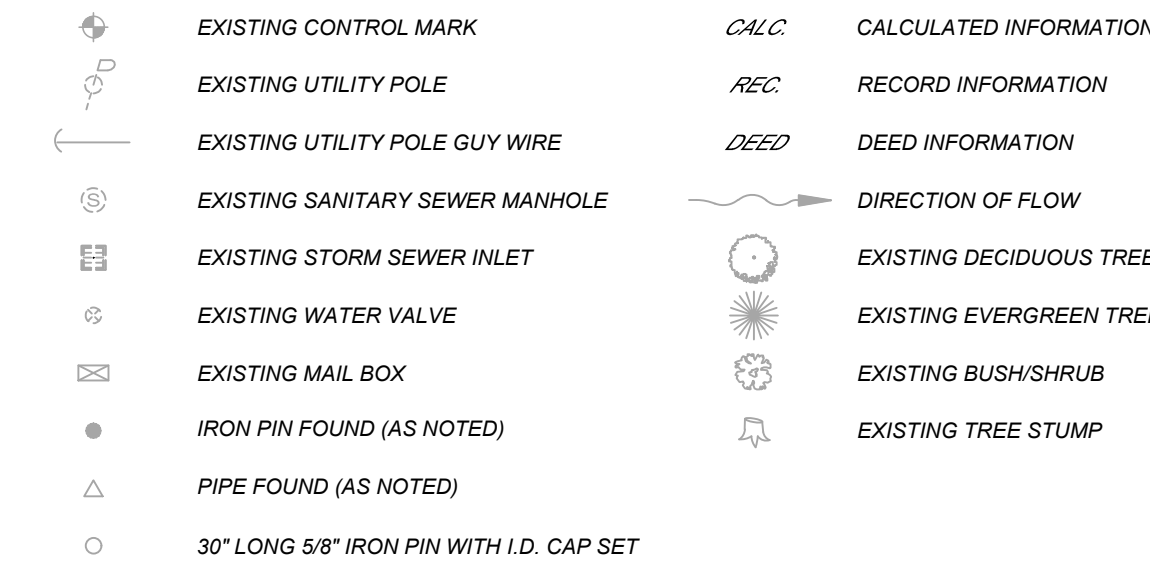 EXISTING CONTROL MARK
EXISTING UTILITY POLE
EXISTING UTILITY POLE GUY WIRE
S EXISTING SANITARY SEWER MANHOLE
EXISTING STORM SEWER INLET
EXISTING WATER VALVE
EXISTING MAIL BOX
IRON PIN FOUND (AS NOTED)
PIPE FOUND (AS NOTED)
30" LONG 5/8" IRON PIN WITH I.D. CAP SET
CALC. CALCULATED INFORMATION
REC. RECORD INFORMATION
DEED DEED INFORMATION
DIRECTION OF FLOW
EXISTING DECIDUOUS TREE
EXISTING EVERGREEN TREE
EXISTING BUSH/SHRUB
EXISTING TREE STUMP